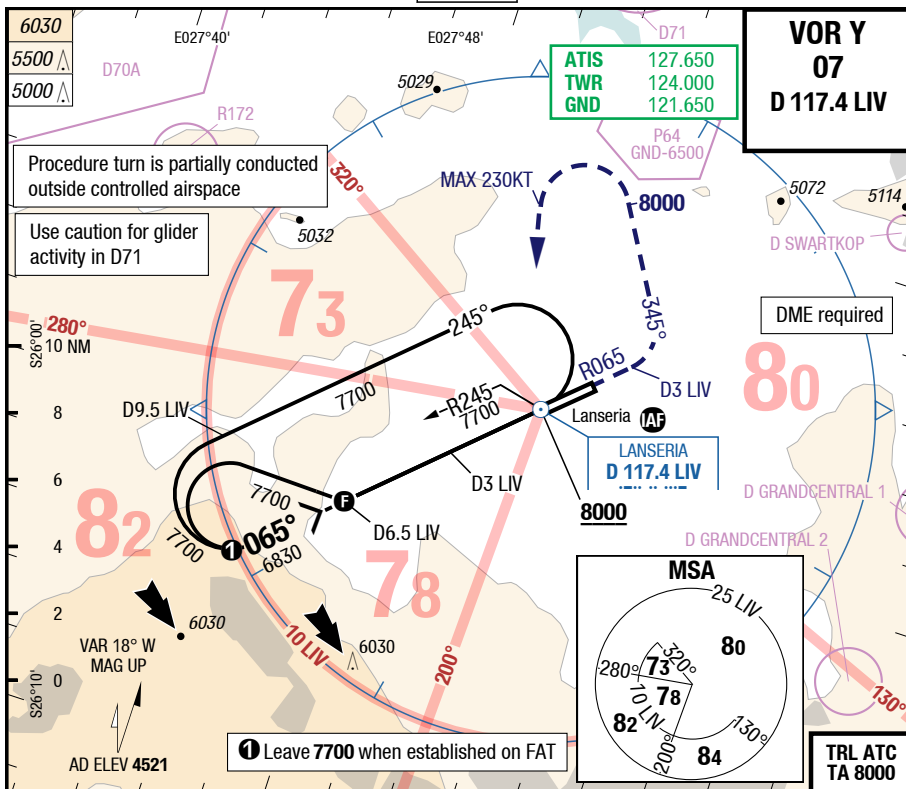 6030
5500
5000
E027°40'
E027°48'
D70A
R172
5029
D71
ATIS 127.650
TWR 124.000
GND 121.650
VOR Y
07
D 117.4 LIV
P64
GND-6500
Procedure turn is partially conducted
outside controlled airspace
Use caution for glider
activity in D71
320°
MAX 230KT
8000
5032
5072
5114
D SWARTKOP
73
280°
245°
345°
DME required
S26°00'
10 NM
7700
R065
D3 LIV
80
D9.5 LIV
R245
7700
Lanseria IAF
8
LANSERIA
D 117.4 LIV
D3 LIV
6
7700
F
D6.5 LIV
8000
D GRANDCENTRAL 1
82
7700
1
065°
6830
4
78
D GRANDCENTRAL 2
2
6030
6030
10 LIV
200°
130°
VAR 18° W
MAG UP
S26°10'
0
AD ELEV 4521
1 Leave 7700 when established on FAT
MSA
25 LIV
80
73
320°
280°
78
10 LIV
82
130°
200°
84
TRL ATC
TA 8000